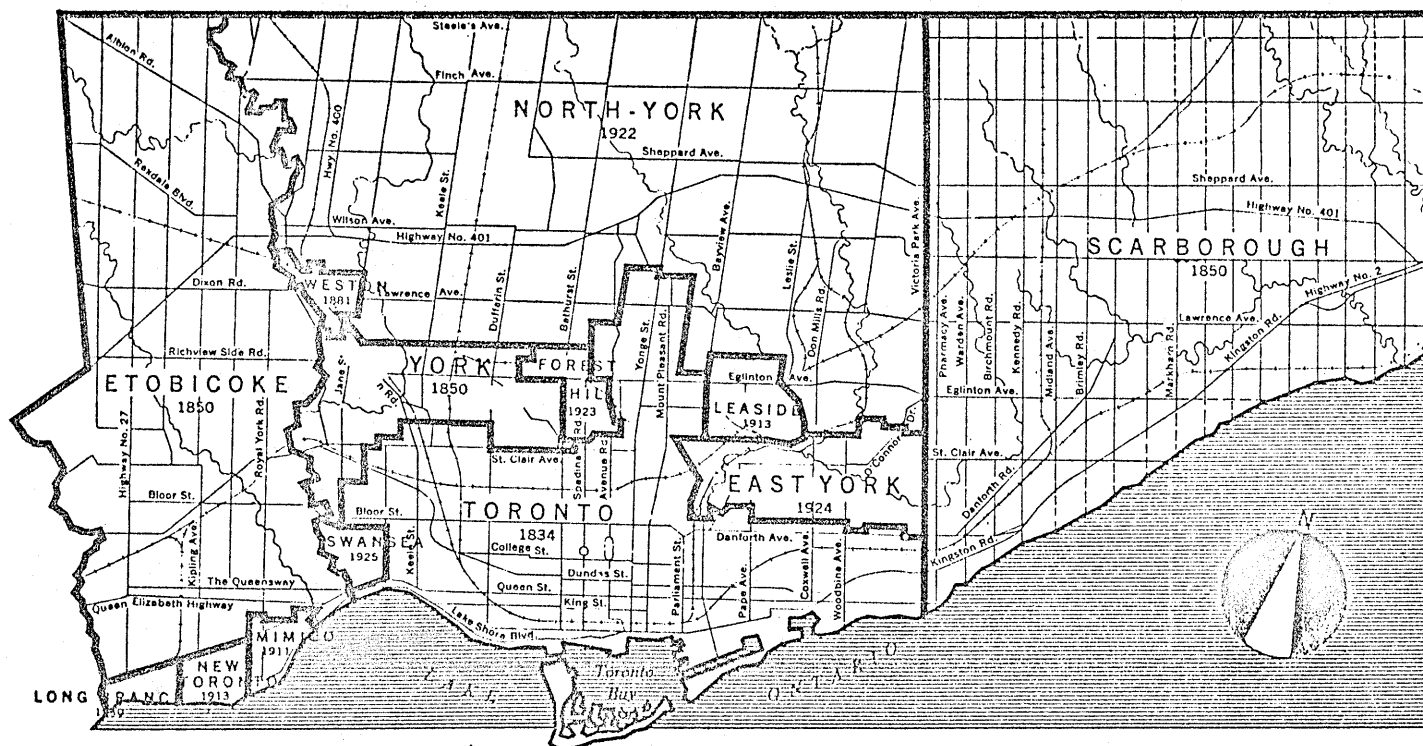 Steele's Ave.
Albion Rd.
Finch Ave.
NORTH-YORK
1922
Hwy. No. 400
Sheppard Ave.
Rexdale Blvd.
Keele St.
Sheppard Ave.
Wilson Ave.
Highway No. 401
Highway No. 401
Bayview Ave.
Leslie St.
Victoria Park Ave.
SCARBOROUGH
1850
Highway No. 2
Dixon Rd.
WEST
1881
N
Lawrence Ave.
Dufferin St.
Bathurst St.
Yonge St.
Mount Pleasant Rd.
Don Mills Rd.
Pharmacy Ave.
Warden Ave.
Birchmount Rd.
Kennedy Rd.
Midland Ave.
Brimley Rd.
Markham Rd.
Lawrence Ave.
Kingston Rd.
Richview Side Rd.
ETOBICOKE
1850
Jane S
YORK
1850
n Rd.
FOREST
HIL
1923
Eglinton Ave.
LEASIDE
1913
Eglinton Ave.
Highway No. 27
Royal York Rd.
St. Clair Ave.
Spadina Rd.
Avenue Rd.
O'Connor Dr.
St. Clair Ave.
EAST YORK
1924
Bloor St.
Bloor St.
TORONTO
1834
Danforth Ave.
Danforth Rd.
Kingston Rd.
Kipling Ave.
SWANSEA
1925
Keele St.
College St.
Dundas St.
Queen St.
King St.
Parliament St.
Pape Ave.
Coxwell Ave.
Woodbine Ave.
The Queensway
Queen Elizabeth Highway
Lake Shore Blvd.
MIMICO
1911
NEW
TORONTO
1913
LONG BRANC
LAKE
Toronto
Bay
ONTARIO
N